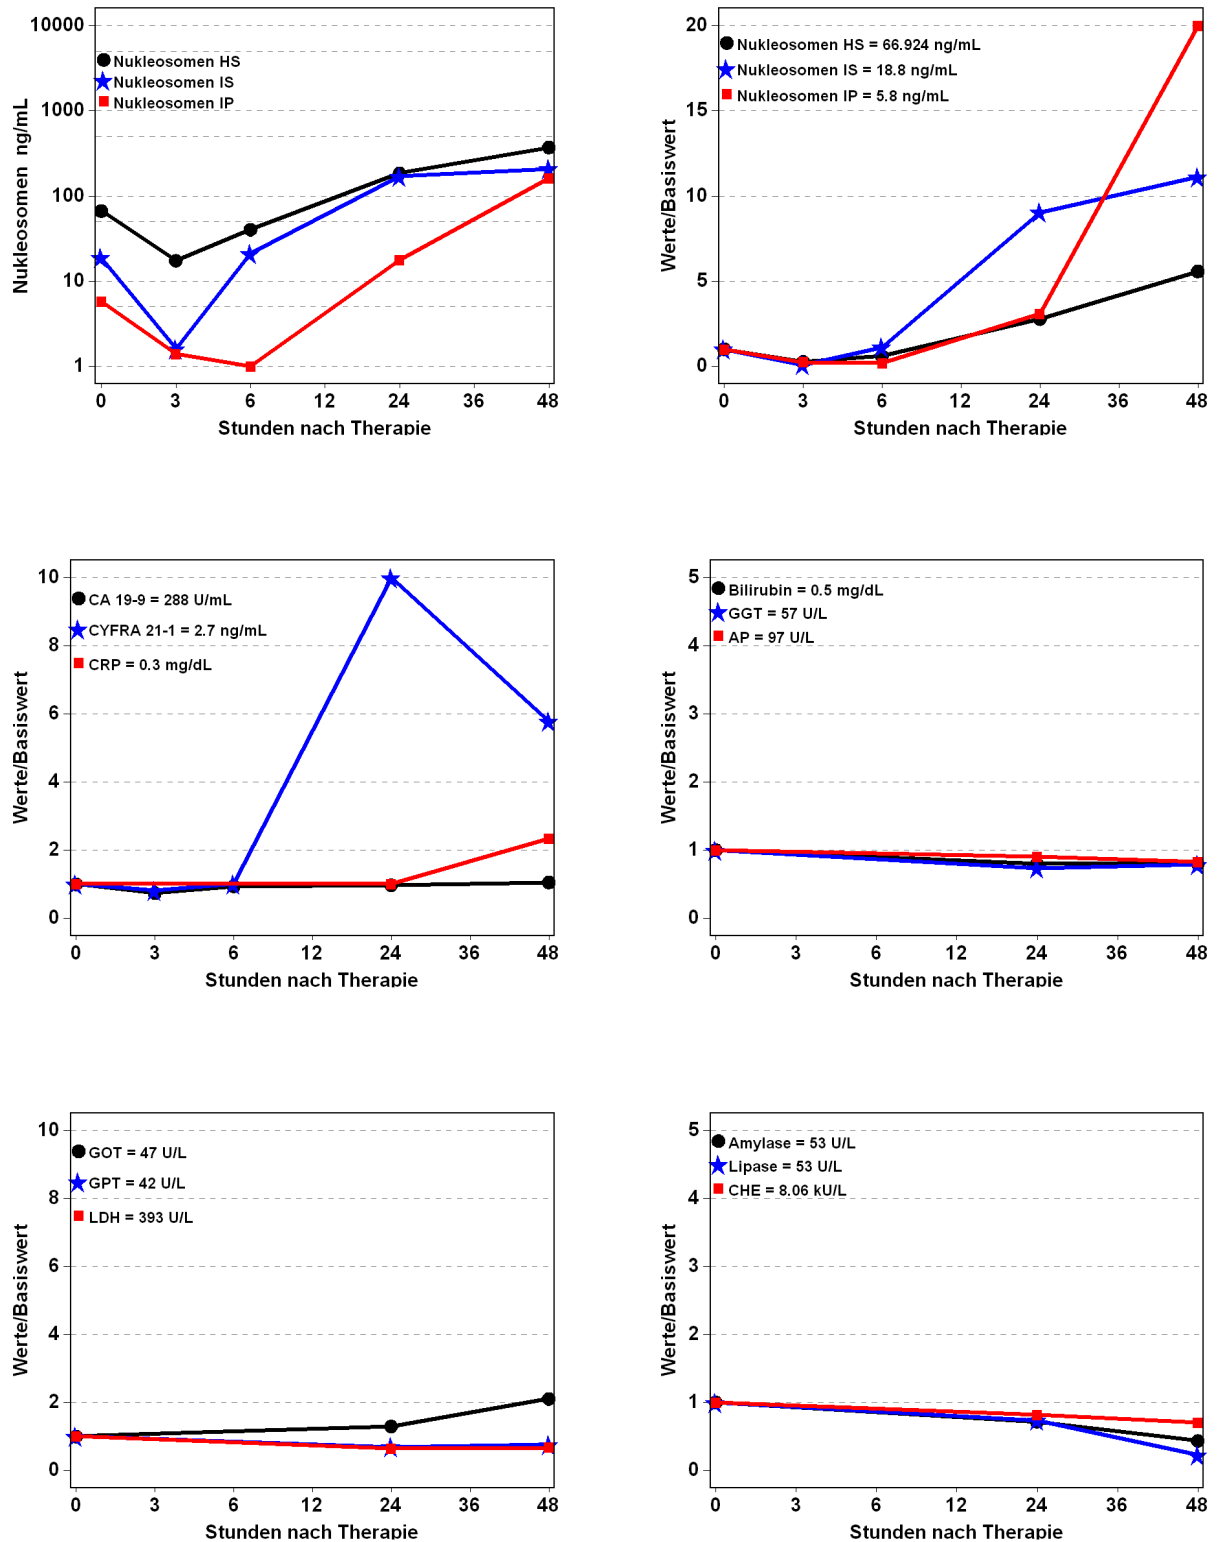 10000
1000
100
10
1
Nukleosomen ng/mL
Nukleosomen HS
Nukleosomen IS
Nukleosomen IP
0 3 6 12 24 36 48
Stunden nach Therapie
20
15
10
5
0
Werte/Basiswert
Nukleosomen HS = 66.924 ng/mL
Nukleosomen IS = 18.8 ng/mL
Nukleosomen IP = 5.8 ng/mL
0 3 6 12 24 36 48
Stunden nach Therapie
10
8
6
4
2
0
Werte/Basiswert
CA 19-9 = 288 U/mL
CYFRA 21-1 = 2.7 ng/mL
CRP = 0.3 mg/dL
0 3 6 12 24 36 48
Stunden nach Therapie
5
4
3
2
1
0
Werte/Basiswert
Bilirubin = 0.5 mg/dL
GGT = 57 U/L
AP = 97 U/L
0 3 6 12 24 36 48
Stunden nach Therapie
10
8
6
4
2
0
Werte/Basiswert
GOT = 47 U/L
GPT = 42 U/L
LDH = 393 U/L
0 3 6 12 24 36 48
Stunden nach Therapie
5
4
3
2
1
0
Werte/Basiswert
Amylase = 53 U/L
Lipase = 53 U/L
CHE = 8.06 kU/L
0 3 6 12 24 36 48
Stunden nach Therapie